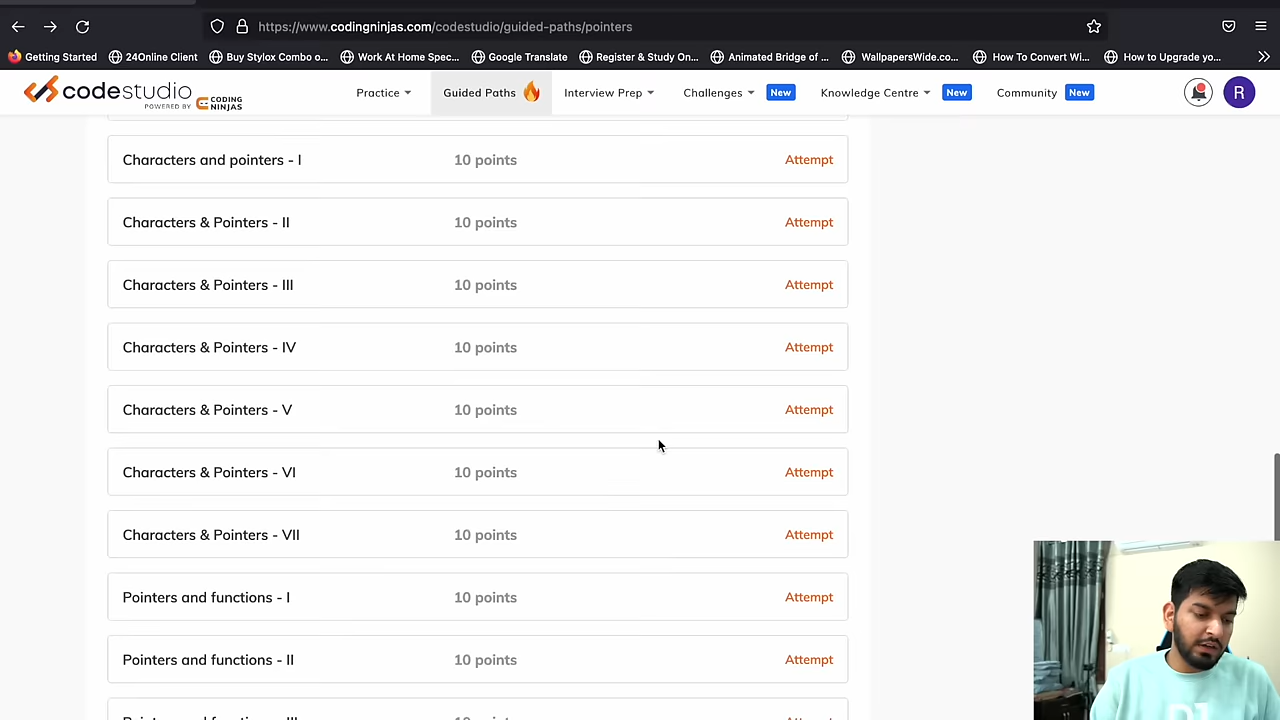 https://www.codingninjas.com/codestudio/guided-paths/pointers
Getting Started
24Online Client
Buy Stylox Combo o...
Work At Home Spec...
Google Translate
Register & Study On...
Animated Bridge of ...
WallpapersWide.co...
How To Convert Wi...
How to Upgrade yo...
codestudio
POWERED BY CODING NINJAS
Practice
Guided Paths
Interview Prep
Challenges New
Knowledge Centre New
Community New
R
Characters and pointers - I 10 points Attempt
Characters & Pointers - II 10 points Attempt
Characters & Pointers - III 10 points Attempt
Characters & Pointers - IV 10 points Attempt
Characters & Pointers - V 10 points Attempt
Characters & Pointers - VI 10 points Attempt
Characters & Pointers - VII 10 points Attempt
Pointers and functions - I 10 points Attempt
Pointers and functions - II 10 points Attempt